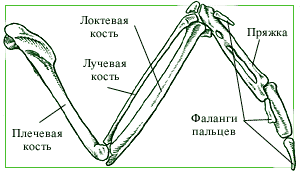 Локтевая
кость
Лучевая
кость
Плечевая
кость
Пряжка
Фаланги
пальцев